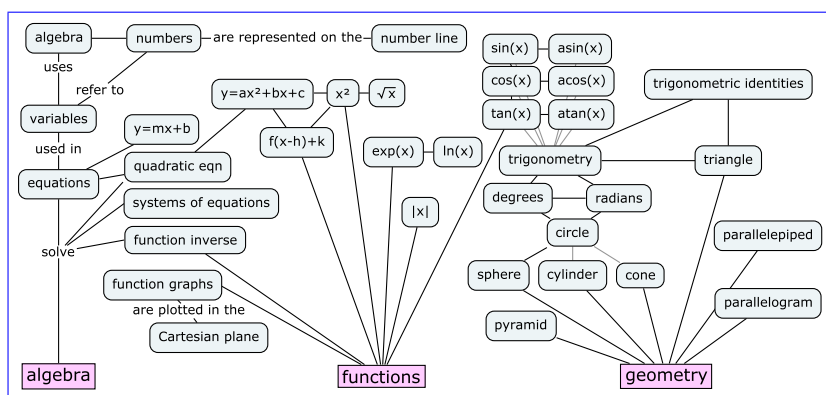 algebra
numbers
are represented on the
number line
uses
refer to
variables
used in
equations
y=mx+b
quadratic eqn
systems of equations
solve
function inverse
function graphs
are plotted in the
Cartesian plane
algebra
y=ax²+bx+c
x²
√x
f(x-h)+k
exp(x)
ln(x)
|x|
functions
sin(x)
asin(x)
cos(x)
acos(x)
tan(x)
atan(x)
trigonometric identities
trigonometry
triangle
degrees
radians
circle
parallelepiped
sphere
cylinder
cone
parallelogram
pyramid
geometry